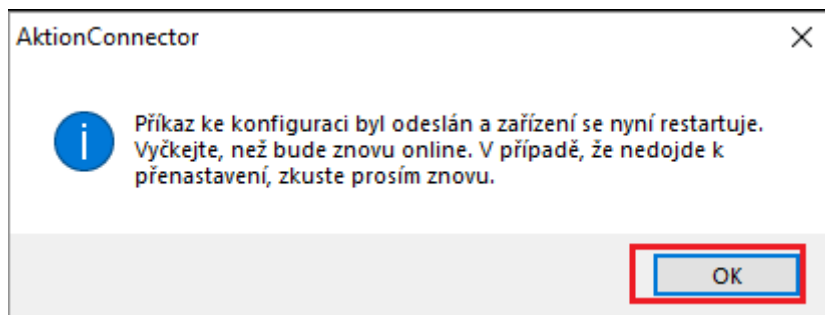 AktionConnector
Příkaz ke konfiguraci byl odeslán a zařízení se nyní restartuje.
Vyčkejte, než bude znovu online. V případě, že nedojde k
přenastavení, zkuste prosím znovu.
OK